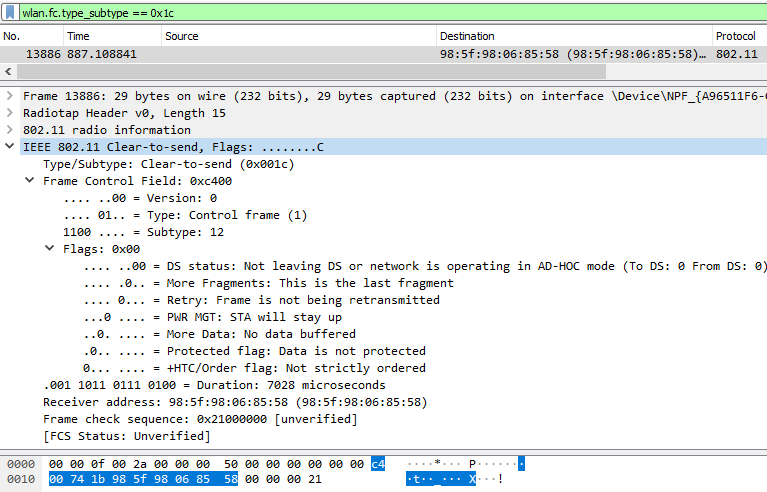 wlan.fc.type_subtype == 0x1c
No. Time Source Destination Protocol
13886 887.108841 98:5f:98:06:85:58 (98:5f:98:06:85:58)… 802.11
Frame 13886: 29 bytes on wire (232 bits), 29 bytes captured (232 bits) on interface \Device\NPF_{A96511F6-
Radiotap Header v0, Length 15
802.11 radio information
IEEE 802.11 Clear-to-send, Flags: ........C
Type/Subtype: Clear-to-send (0x001c)
Frame Control Field: 0xc400
.... ..00 = Version: 0
.... 01.. = Type: Control frame (1)
1100 .... = Subtype: 12
Flags: 0x00
.... ..00 = DS status: Not leaving DS or network is operating in AD-HOC mode (To DS: 0 From DS: 0)
.... .0.. = More Fragments: This is the last fragment
.... 0... = Retry: Frame is not being retransmitted
...0 .... = PWR MGT: STA will stay up
..0. .... = More Data: No data buffered
.0.. .... = Protected flag: Data is not protected
0... .... = +HTC/Order flag: Not strictly ordered
.001 1011 0111 0100 = Duration: 7028 microseconds
Receiver address: 98:5f:98:06:85:58 (98:5f:98:06:85:58)
Frame check sequence: 0x21000000 [unverified]
[FCS Status: Unverified]
0000 00 00 0f 00 2a 00 00 00 50 00 00 00 00 00 00 c4 ····*··· P·······
0010 00 74 1b 98 5f 98 06 85 58 00 00 00 21 ·t··_··· X···!